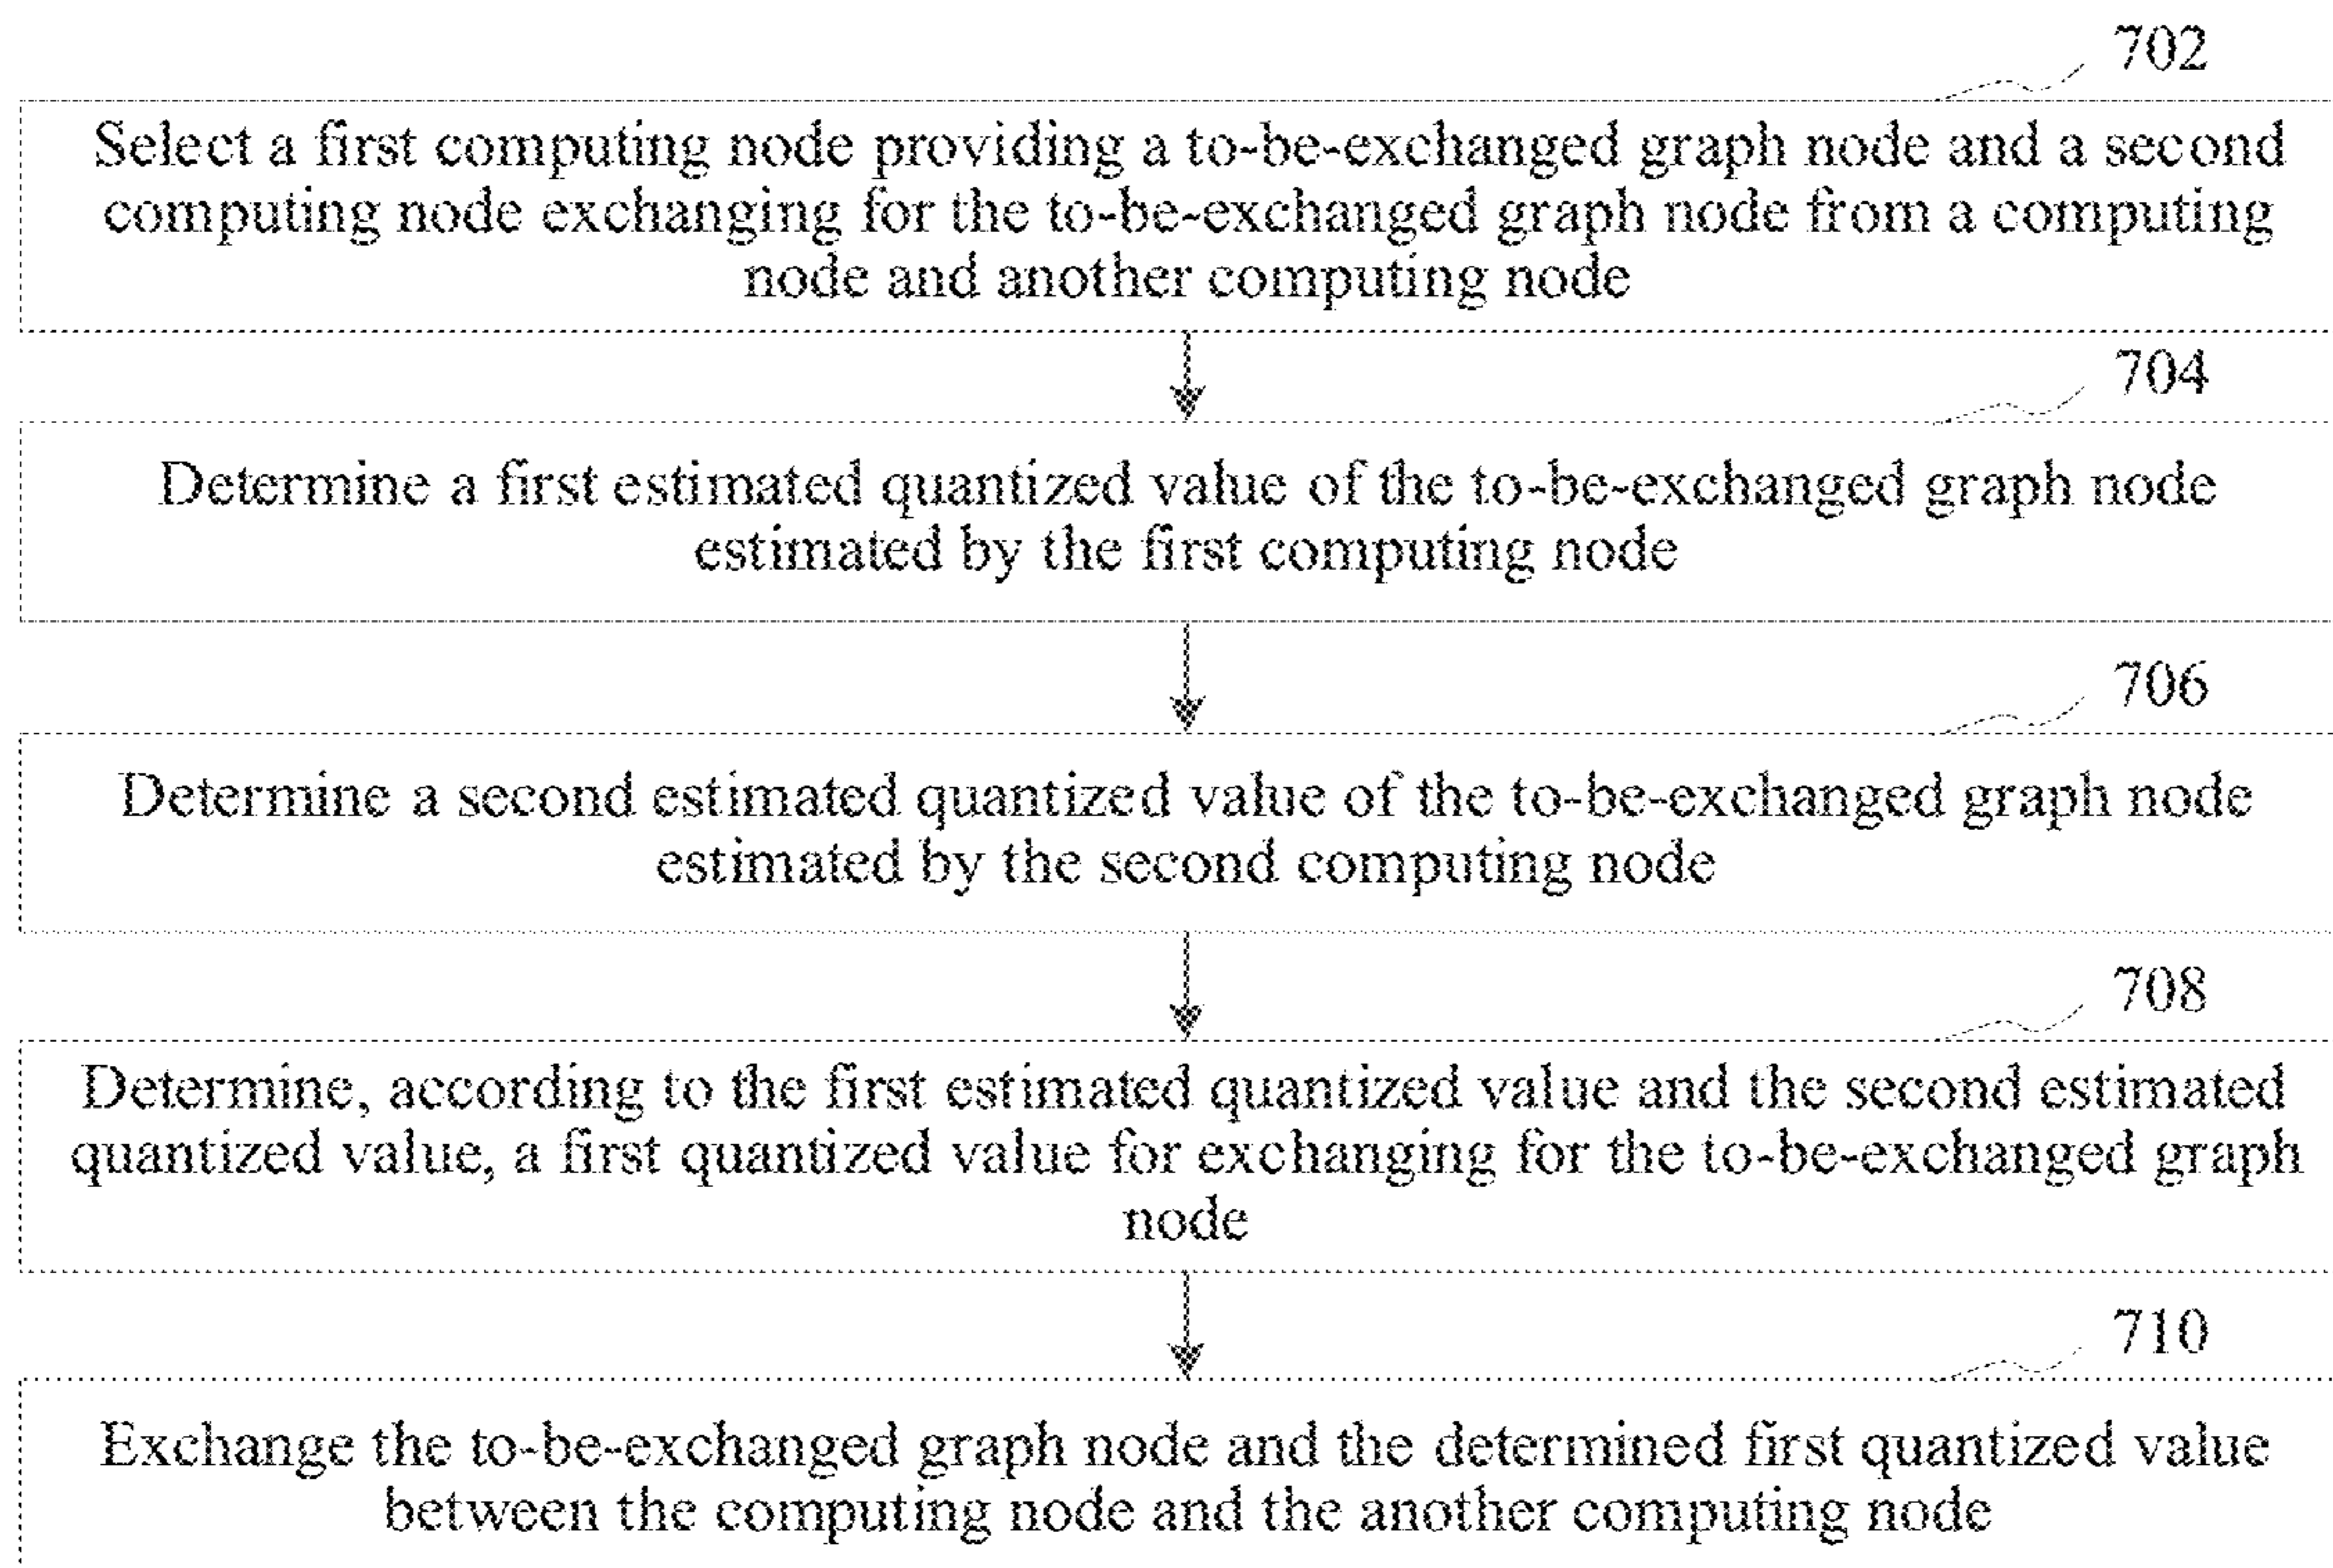 702
Select a first computing node providing a to-be-exchanged graph node and a second
computing node exchanging for the to-be-exchanged graph node from a computing
node and another computing node
704
Determine a first estimated quantized value of the to-be-exchanged graph node
estimated by the first computing node
706
Determine a second estimated quantized value of the to-be-exchanged graph node
estimated by the second computing node
708
Determine, according to the first estimated quantized value and the second estimated
quantized value, a first quantized value for exchanging for the to-be-exchanged graph
node
710
Exchange the to-be-exchanged graph node and the determined first quantized value
between the computing node and the another computing node